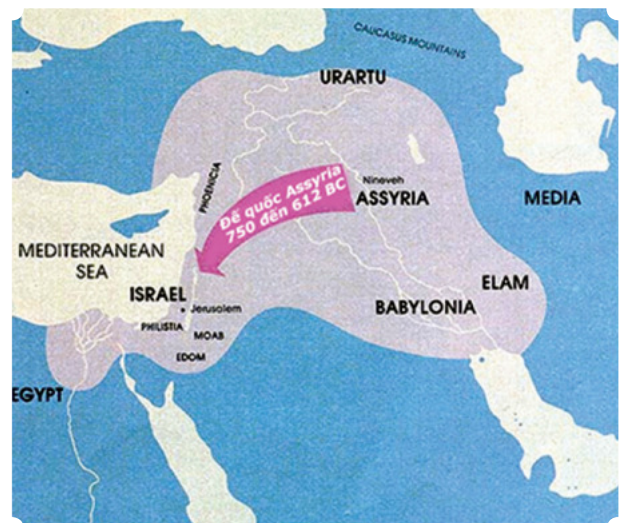 CAUCASUS MOUNTAINS
URARTU
PHOENICIA
Đế quốc Assyria
750 đến 612 BC
Nineveh
ASSYRIA
MEDIA
MEDITERRANEAN
SEA
ISRAEL
Jerusalem
ELAM
BABYLONIA
PHILISTIA
MOAB
EDOM
EGYPT